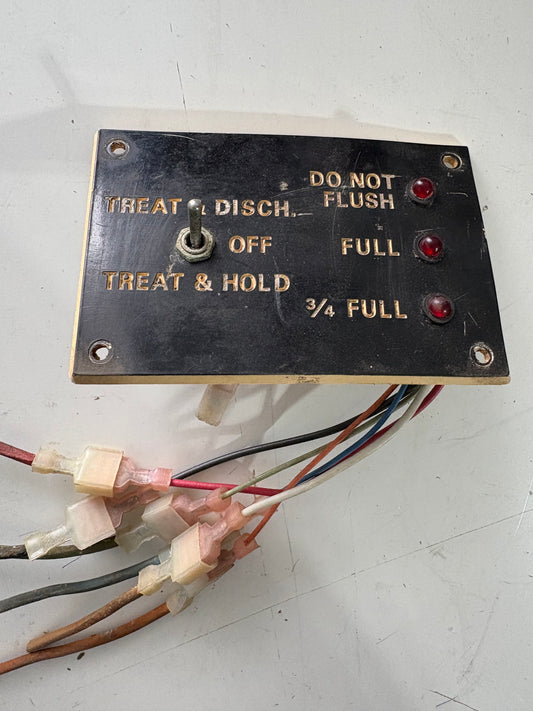 DO NOT
FLUSH
TREAT & DISCH.
OFF
FULL
TREAT & HOLD
3/4 FULL